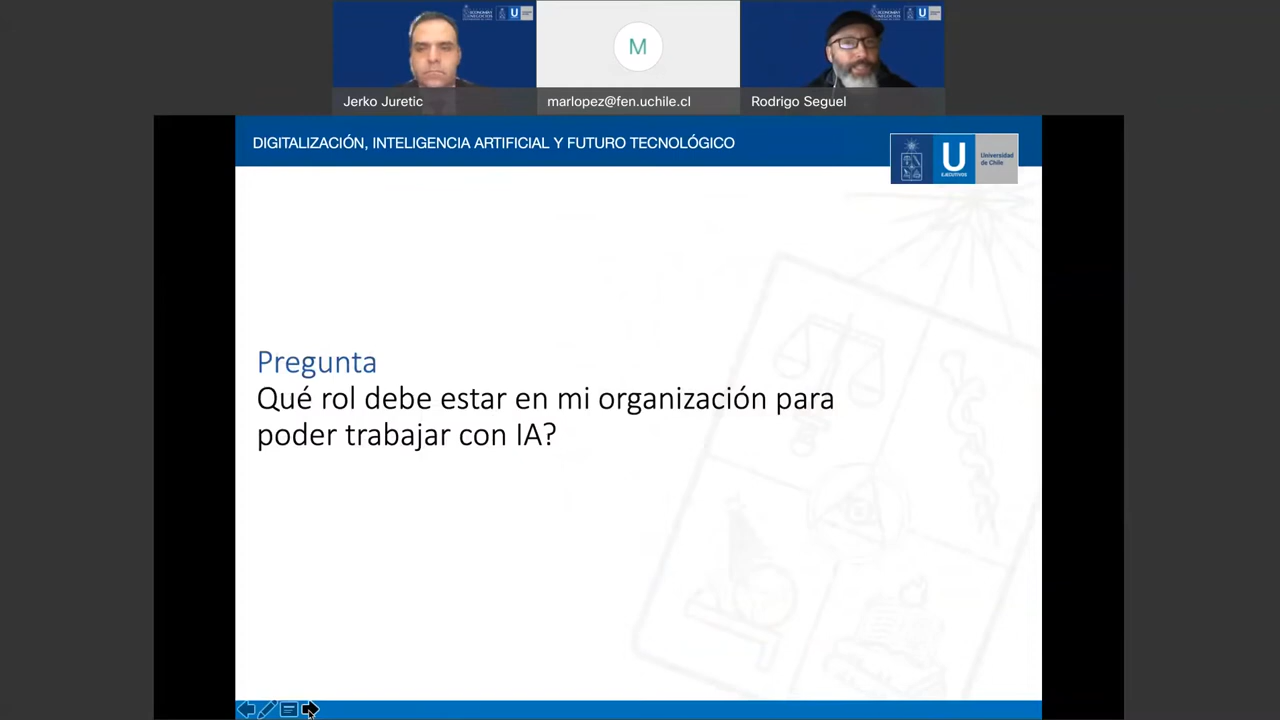 Jerko Juretic
M
marlopez@fen.uchile.cl
Rodrigo Seguel
DIGITALIZACIÓN, INTELIGENCIA ARTIFICIAL Y FUTURO TECNOLÓGICO
U
EJECUTIVOS
Universidad
de Chile
Pregunta
Qué rol debe estar en mi organización para
poder trabajar con IA?